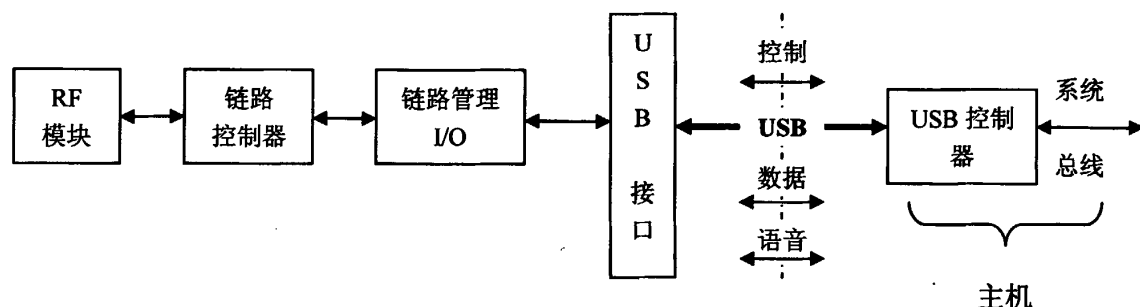 RF
模块
链路
控制器
链路管理
I/O
U
S
B
接
口
控制
USB
数据
语音
USB 控制
器
系统
总线
主机